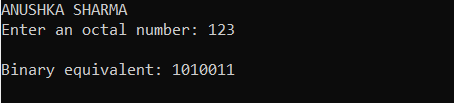 ANUSHKA SHARMA
Enter an octal number: 123
Binary equivalent: 1010011